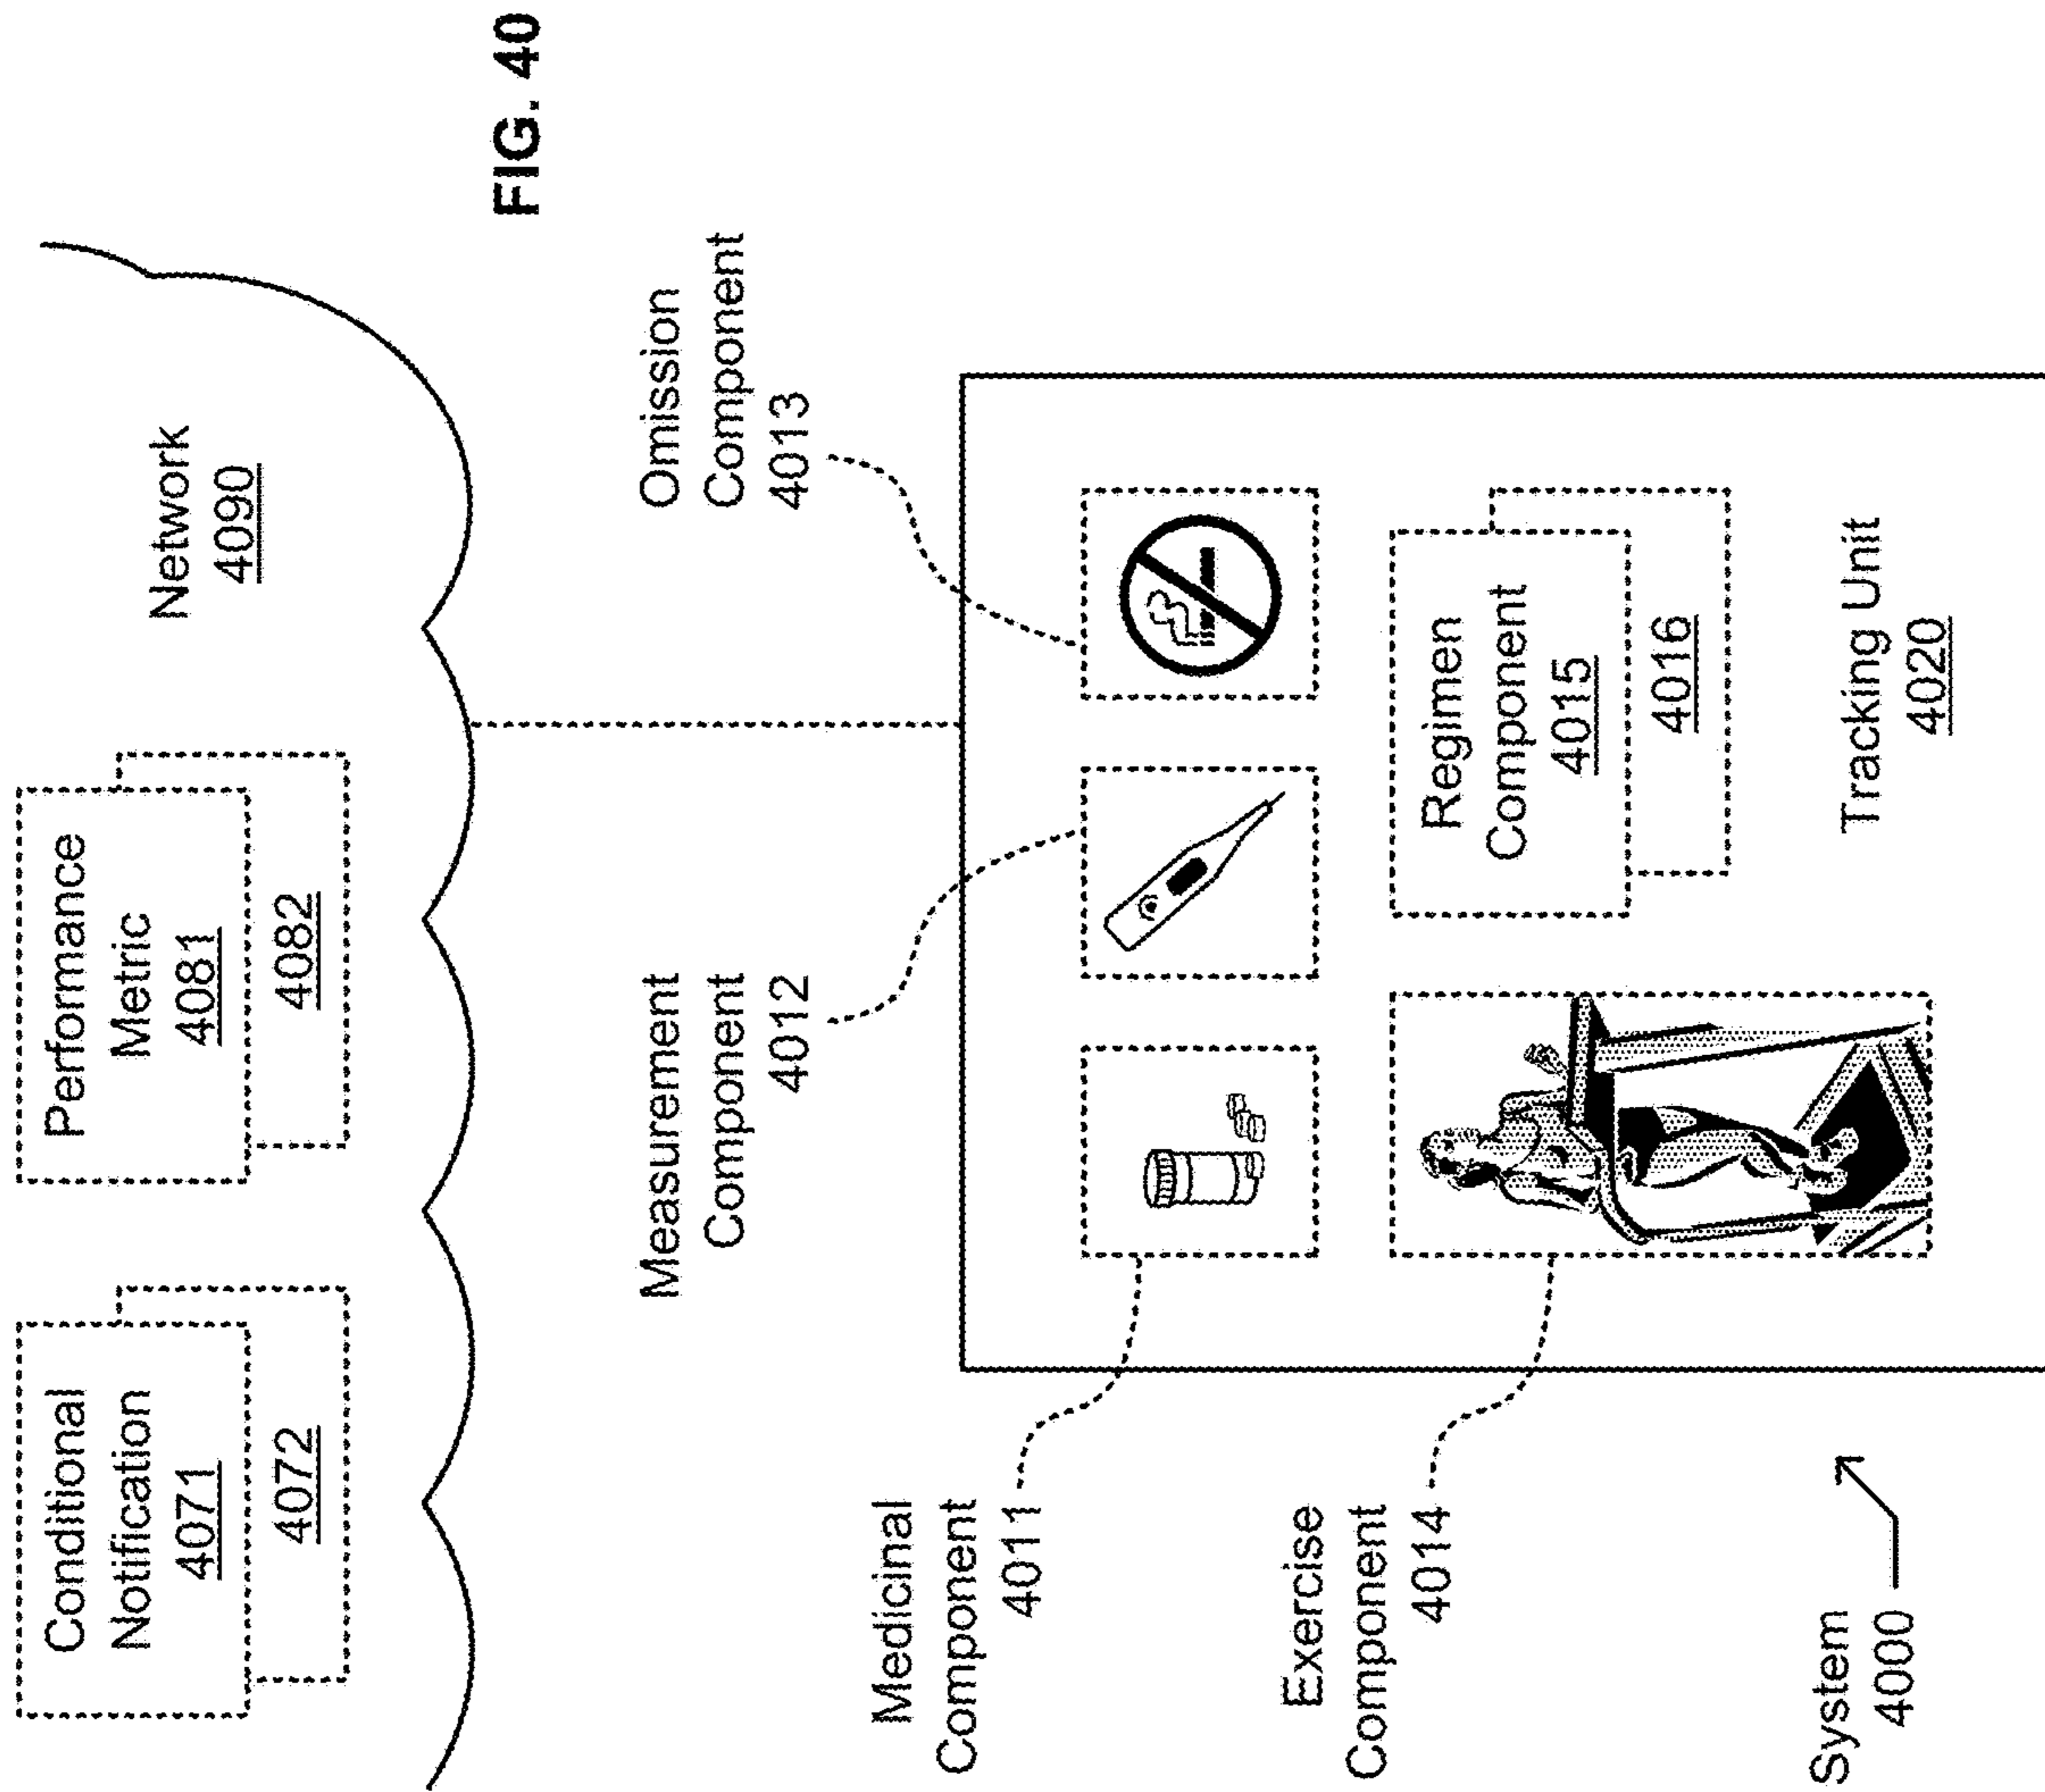 Conditional
Notification
4071
4072
Performance
Metric
4081
4082
Network
4090
FIG. 40
Measurement
Component
4012
Omission
Component
4013
Medicinal
Component
4011
Exercise
Component
4014
Regimen
Component
4015
4016
Tracking Unit
4020
System
4000